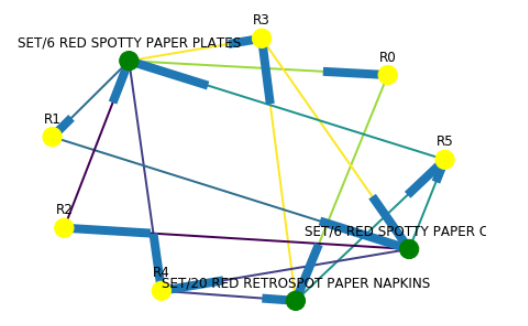 R3
SET/6 RED SPOTTY PAPER PLATES
R0
R1
R5
R2
SET/6 RED SPOTTY PAPER C
R4
SET/20 RED RETROSPOT PAPER NAPKINS